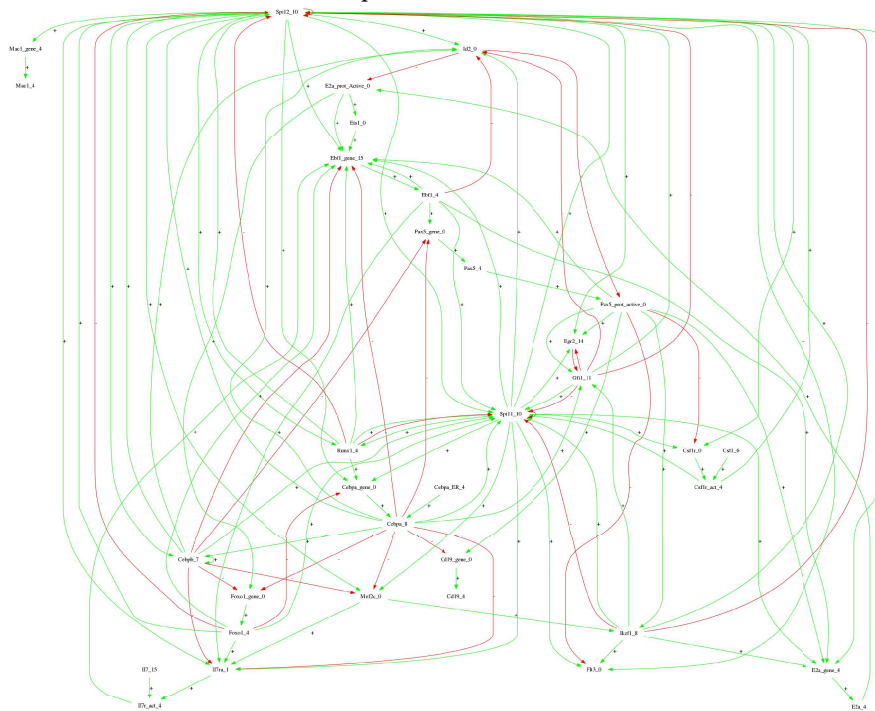 Spi12_10
Mac1_gene_4
Id2_0
Mac1_4
E2a_prot_Active_0
Ets1_0
Ebf1_gene_15
Ebf1_4
Pax5_gene_0
Pax5_4
Pax5_prot_active_0
Egr2_14
Gfi1_11
Spi11_10
Runx1_4
Csf1r_0
Csf1_6
Cebpa_gene_0
Cebpa_ER_4
Csf1r_act_4
Cebpa_8
Cebpb_7
Cd19_gene_0
Foxo1_gene_0
Mef2c_0
Cd19_4
Foxo1_4
Ikzf1_8
Il7_15
Il7ra_1
Flt3_0
E2a_gene_4
Il7r_act_4
E2a_4